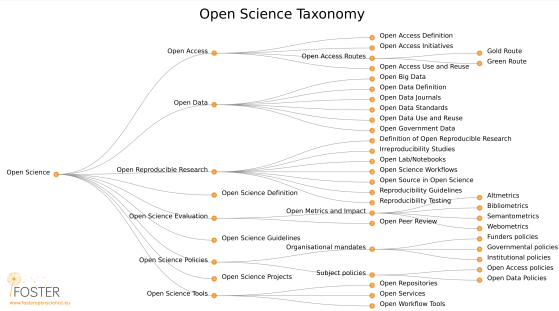 Open Science Taxonomy
Open Access Definition
Open Access Initiatives
Open Access
Gold Route
Open Access Routes
Green Route
Open Access Use and Reuse
Open Big Data
Open Data Definition
Open Data Journals
Open Data
Open Data Standards
Open Data Use and Reuse
Open Government Data
Definition of Open Reproducible Research
Irreproducibility Studies
Open Lab/Notebooks
Open Reproducible Research
Open Science Workflows
Open Science
Open Source in Open Science
Reproducibility Guidelines
Open Science Definition
Altmetrics
Reproducibility Testing
Bibliometrics
Open Metrics and Impact
Open Science Evaluation
Semantometrics
Open Peer Review
Webometrics
Open Science Guidelines
Funders policies
Organisational mandates
Governmental policies
Institutional policies
Open Science Policies
Open Access policies
Subject policies
Open Science Projects
Open Data Policies
Open Repositories
Open Science Tools
Open Services
Open Workflow Tools
FOSTER
www.fosteropenscience.eu